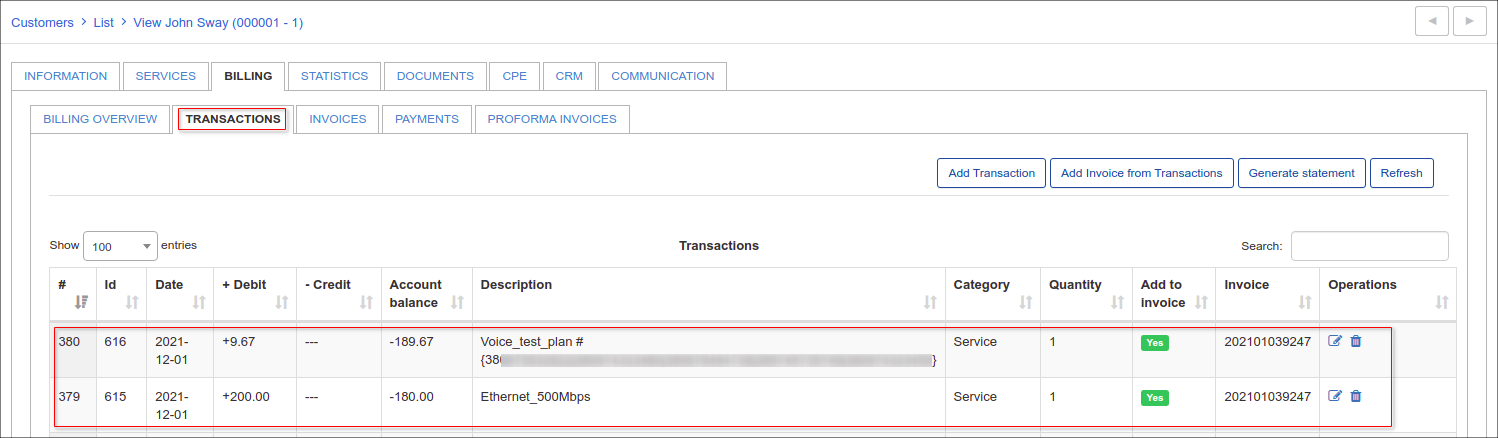 Customers > List > View John Sway (000001 - 1)
INFORMATION SERVICES BILLING STATISTICS DOCUMENTS CPE CRM COMMUNICATION
BILLING OVERVIEW TRANSACTIONS INVOICES PAYMENTS PROFORMA INVOICES
Add Transaction Add Invoice from Transactions Generate statement Refresh
Show 100 entries Transactions Search:
# Id Date + Debit - Credit Account Description Category Quantity Add to Invoice Operations
balance invoice
380 616 2021- +9.67 --- -189.67 Voice_test_plan # Service 1 Yes 202101039247
12-01 {380 }
379 615 2021- +200.00 --- -180.00 Ethernet_500Mbps Service 1 Yes 202101039247
12-01